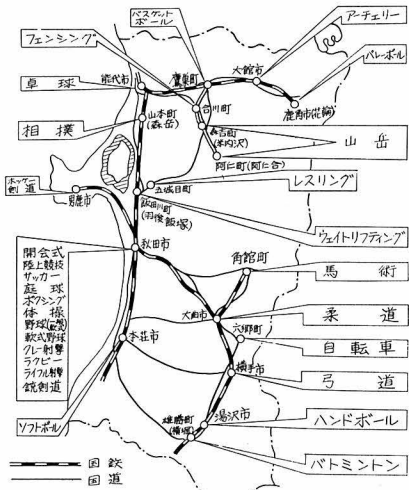 バスケットボール
アーチェリー
フェンシング
バレーボール
能代市
鷹巣町
大館市
卓球
合川町
鹿角市(花輪)
山本町
(森岳)
相撲
森吉町
(米内沢)
山岳
阿仁町(阿仁合)
ホッケー
剣道
レスリング
五城目町
男鹿市
飯田川町
(羽後飯塚)
ウェイトリフティング
秋田市
開会式
陸上競技
サッカー
庭球
ボクシング
体操
野球
軟式野球
クレー射撃
ラグビー
ライフル射撃
銃剣道
角館町
馬術
大曲市
柔道
六郷町
自転車
本荘市
横手市
弓道
ソフトボール
雄勝町
(横堀)
湯沢市
ハンドボール
バトミントン
国鉄
国道